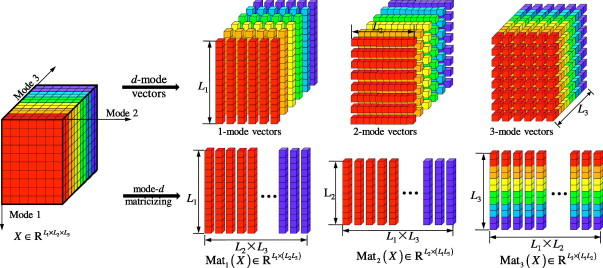 Mode 3
Mode 2
Mode 1
X ∈ R^{L₁×L₂×L₃}
d-mode
vectors
mode-d
matricizing
L₁
1-mode vectors
L₂
2-mode vectors
L₃
3-mode vectors
L₁
L₂×L₃
Mat₁(X)∈R^{L₁×(L₂L₃)}
L₂
L₁×L₃
Mat₂(X)∈R^{L₂×(L₁L₃)}
L₃
L₁×L₂
Mat₃(X)∈R^{L₃×(L₁L₂)}